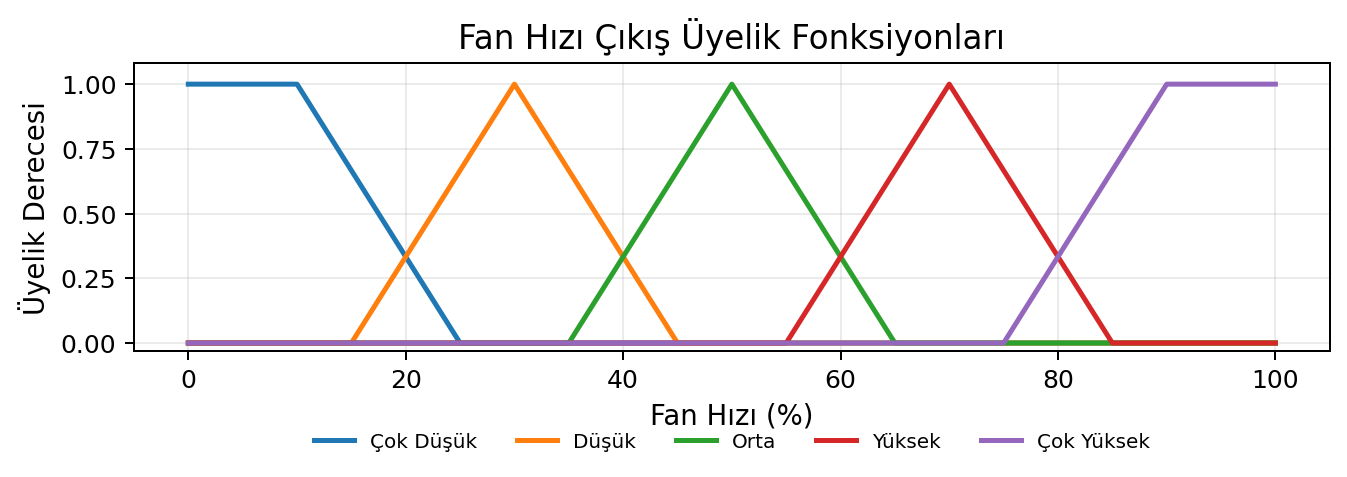 Fan Hızı Çıkış Üyelik Fonksiyonları
Üyelik Derecesi
1.00
0.75
0.50
0.25
0.00
0 20 40 60 80 100
Fan Hızı (%)
Çok Düşük Düşük Orta Yüksek Çok Yüksek